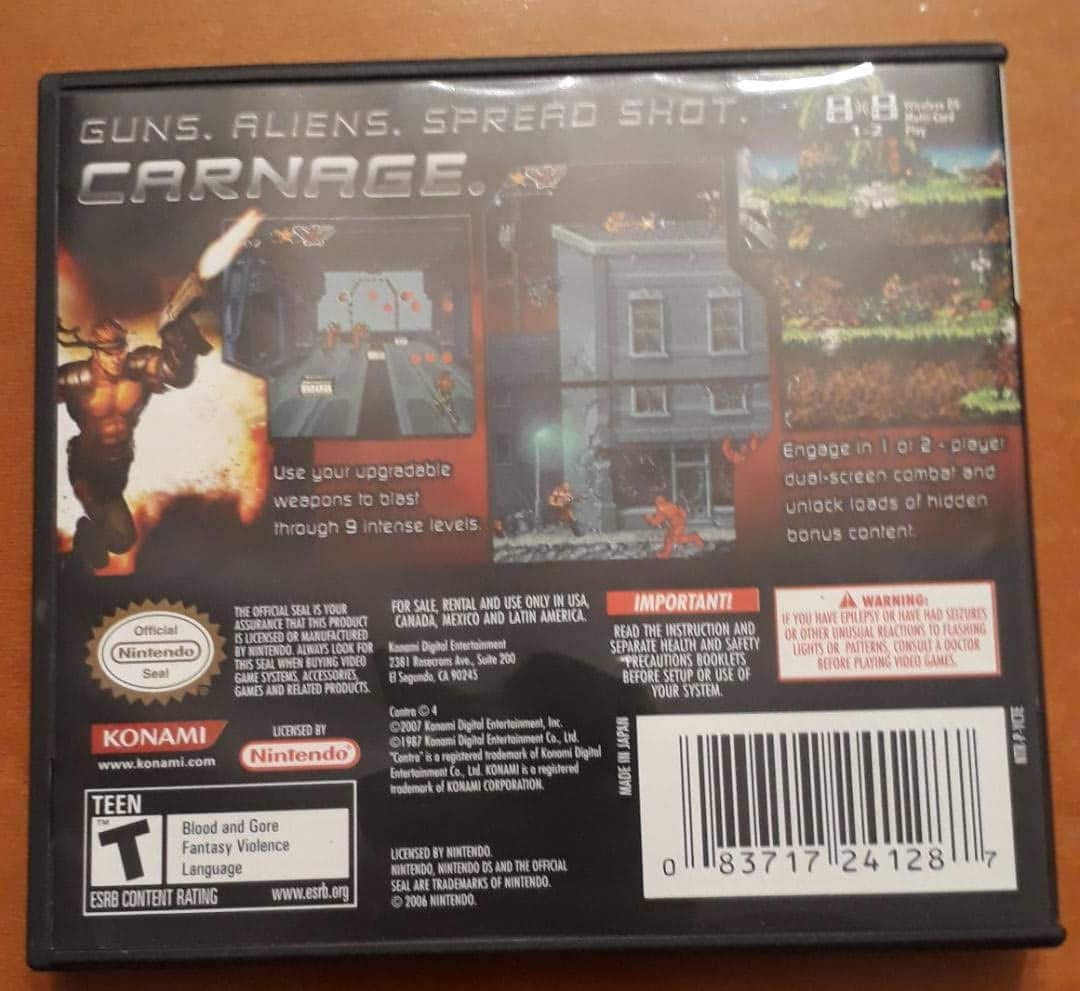 GUNS. ALIENS. SPREAD SHOT.
CARNAGE.
1-2
Wireless DS
Multi-Card
Play
Use your upgradable
weapons to blast
through 9 intense levels.
Engage in 1 or 2 - player
dual-screen combat and
unlock loads of hidden
bonus content.
Official
Nintendo
Seal
THE OFFICIAL SEAL IS YOUR
ASSURANCE THAT THIS PRODUCT
IS LICENSED OR MANUFACTURED
BY NINTENDO. ALWAYS LOOK FOR
THIS SEAL WHEN BUYING VIDEO
GAME SYSTEMS, ACCESSORIES,
GAMES AND RELATED PRODUCTS.
FOR SALE, RENTAL AND USE ONLY IN USA,
CANADA, MEXICO AND LATIN AMERICA.
Konami Digital Entertainment
2381 Rosecrans Ave., Suite 200
El Segundo, CA 90245
Contra © 4
©2007 Konami Digital Entertainment, Inc.
©1987 Konami Digital Entertainment Co., Ltd.
"Contra" is a registered trademark of Konami Digital
Entertainment Co., Ltd. KONAMI is a registered
trademark of KONAMI CORPORATION.
LICENSED BY NINTENDO.
NINTENDO, NINTENDO DS AND THE OFFICIAL
SEAL ARE TRADEMARKS OF NINTENDO.
© 2006 NINTENDO.
IMPORTANT!
READ THE INSTRUCTION AND
SEPARATE HEALTH AND SAFETY
PRECAUTIONS BOOKLETS
BEFORE SETUP OR USE OF
YOUR SYSTEM.
WARNING:
IF YOU HAVE EPILEPSY OR HAVE HAD SEIZURES
OR OTHER UNUSUAL REACTIONS TO FLASHING
LIGHTS OR PATTERNS, CONSULT A DOCTOR
BEFORE PLAYING VIDEO GAMES.
KONAMI
www.konami.com
LICENSED BY
Nintendo®
TEEN
T
TM
Blood and Gore
Fantasy Violence
Language
ESRB CONTENT RATING
www.esrb.org
MADE IN JAPAN
0 83717 24128 7